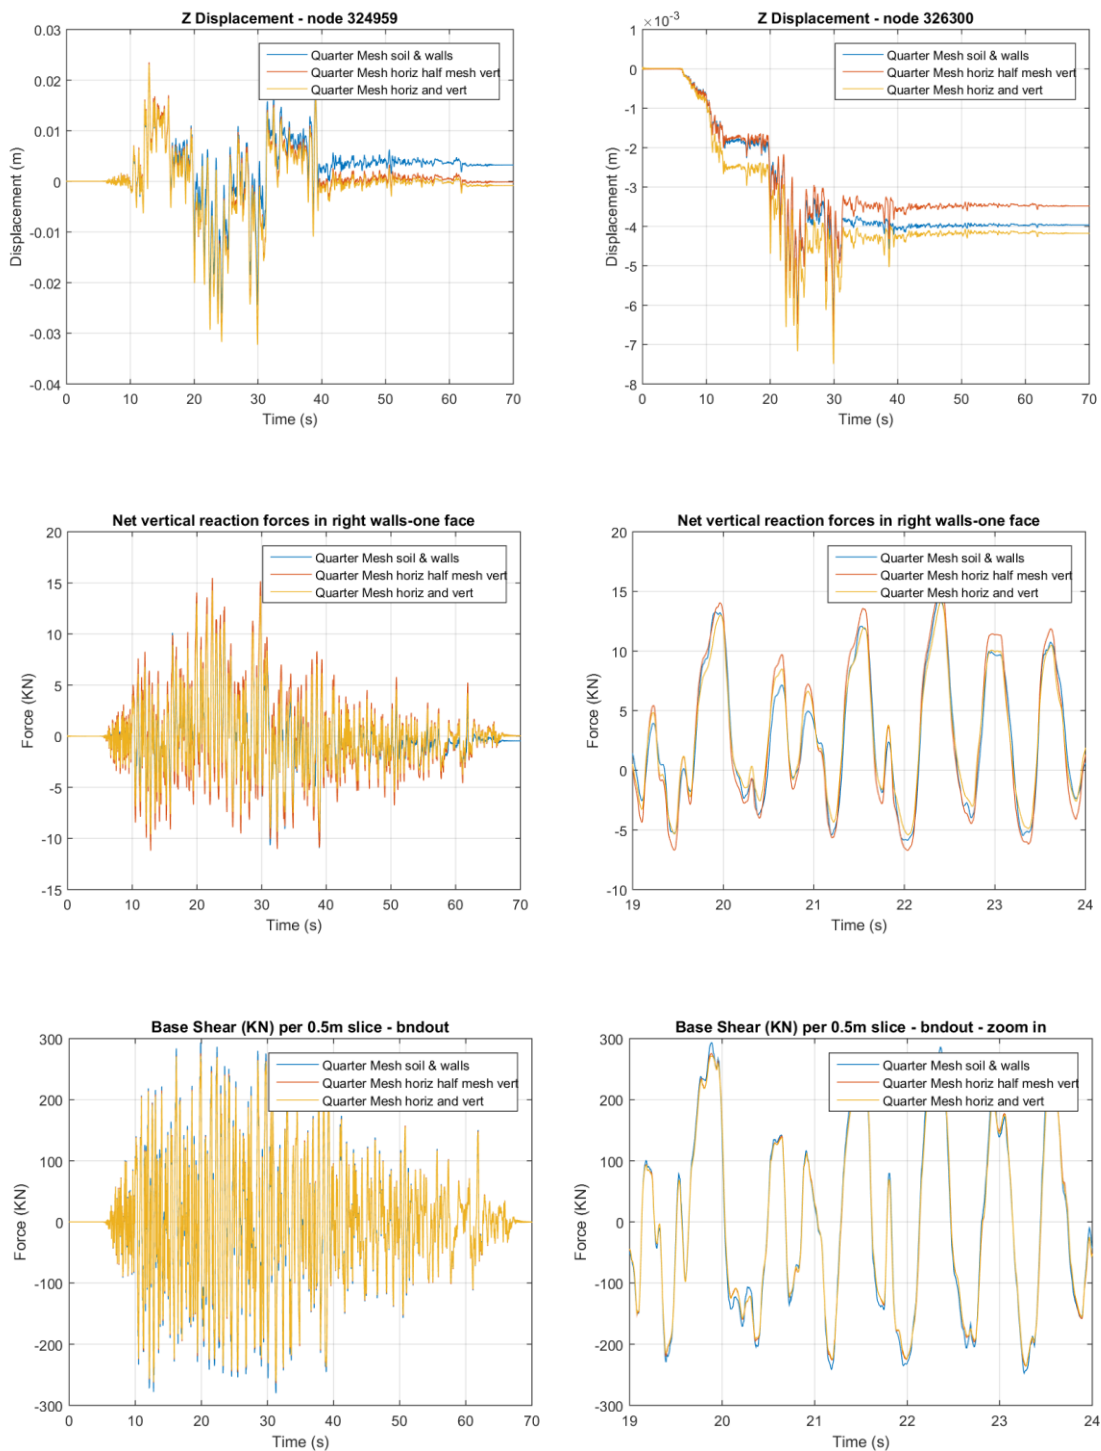 Z Displacement - node 324959
0.03
0.02
0.01
0
-0.01
-0.02
-0.03
-0.04
Displacement (m)
Quarter Mesh soil & walls
Quarter Mesh horiz half mesh vert
Quarter Mesh horiz and vert
0 10 20 30 40 50 60 70
Time (s)
Z Displacement - node 326300
×10-3
1
0
-1
-2
-3
-4
-5
-6
-7
-8
Displacement (m)
Quarter Mesh soil & walls
Quarter Mesh horiz half mesh vert
Quarter Mesh horiz and vert
0 10 20 30 40 50 60 70
Time (s)
Net vertical reaction forces in right walls-one face
20
15
10
5
0
-5
-10
-15
Force (KN)
Quarter Mesh soil & walls
Quarter Mesh horiz half mesh vert
Quarter Mesh horiz and vert
0 10 20 30 40 50 60 70
Time (s)
Net vertical reaction forces in right walls-one face
20
15
10
5
0
-5
-10
Force (KN)
Quarter Mesh soil & walls
Quarter Mesh horiz half mesh vert
Quarter Mesh horiz and vert
19 20 21 22 23 24
Time (s)
Base Shear (KN) per 0.5m slice - bndout
300
200
100
0
-100
-200
-300
Force (KN)
Quarter Mesh soil & walls
Quarter Mesh horiz half mesh vert
Quarter Mesh horiz and vert
0 10 20 30 40 50 60 70
Time (s)
Base Shear (KN) per 0.5m slice - bndout - zoom in
300
200
100
0
-100
-200
-300
Force (KN)
Quarter Mesh soil & walls
Quarter Mesh horiz half mesh vert
Quarter Mesh horiz and vert
19 20 21 22 23 24
Time (s)